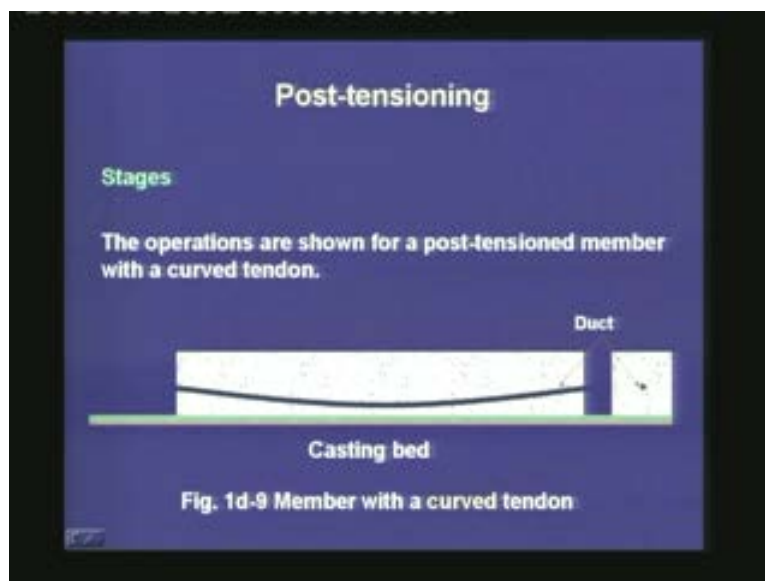 Post-tensioning
Stages
The operations are shown for a post-tensioned member
with a curved tendon.
Duct
Casting bed
Fig. 1d-9 Member with a curved tendon